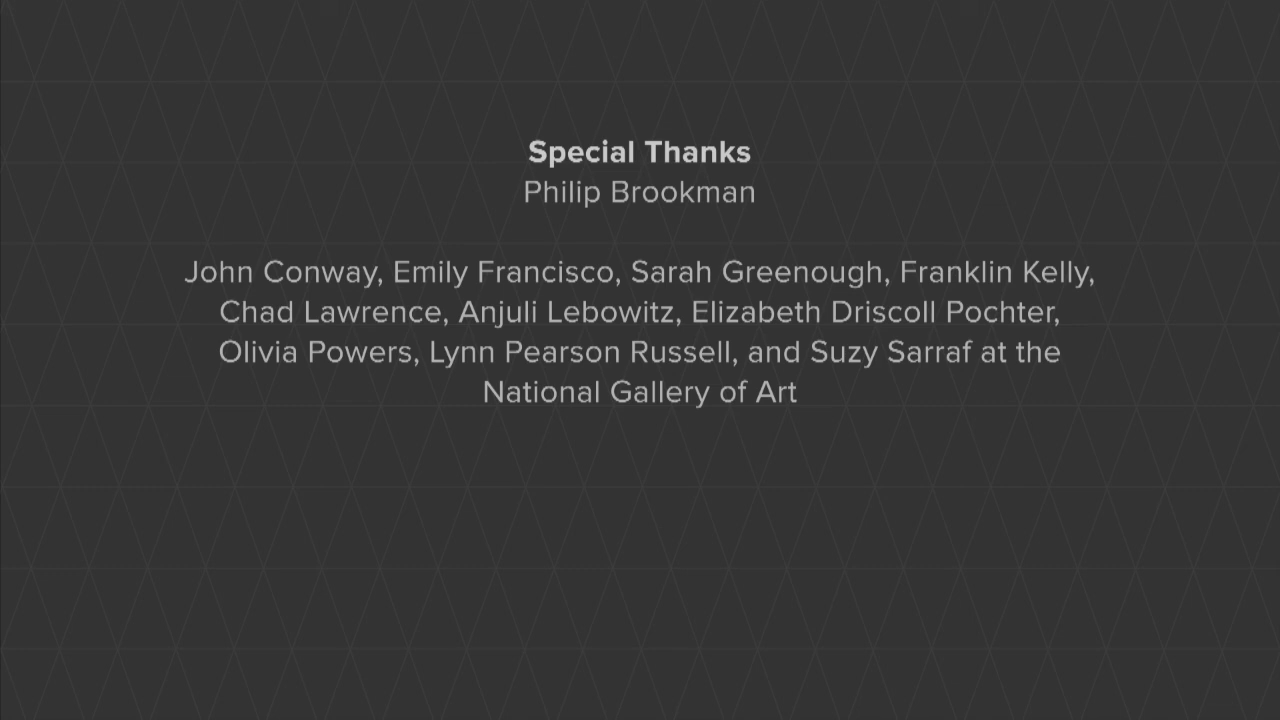 Special Thanks
Philip Brookman
John Conway, Emily Francisco, Sarah Greenough, Franklin Kelly,
Chad Lawrence, Anjuli Lebowitz, Elizabeth Driscoll Pochter,
Olivia Powers, Lynn Pearson Russell, and Suzy Sarraf at the
National Gallery of Art